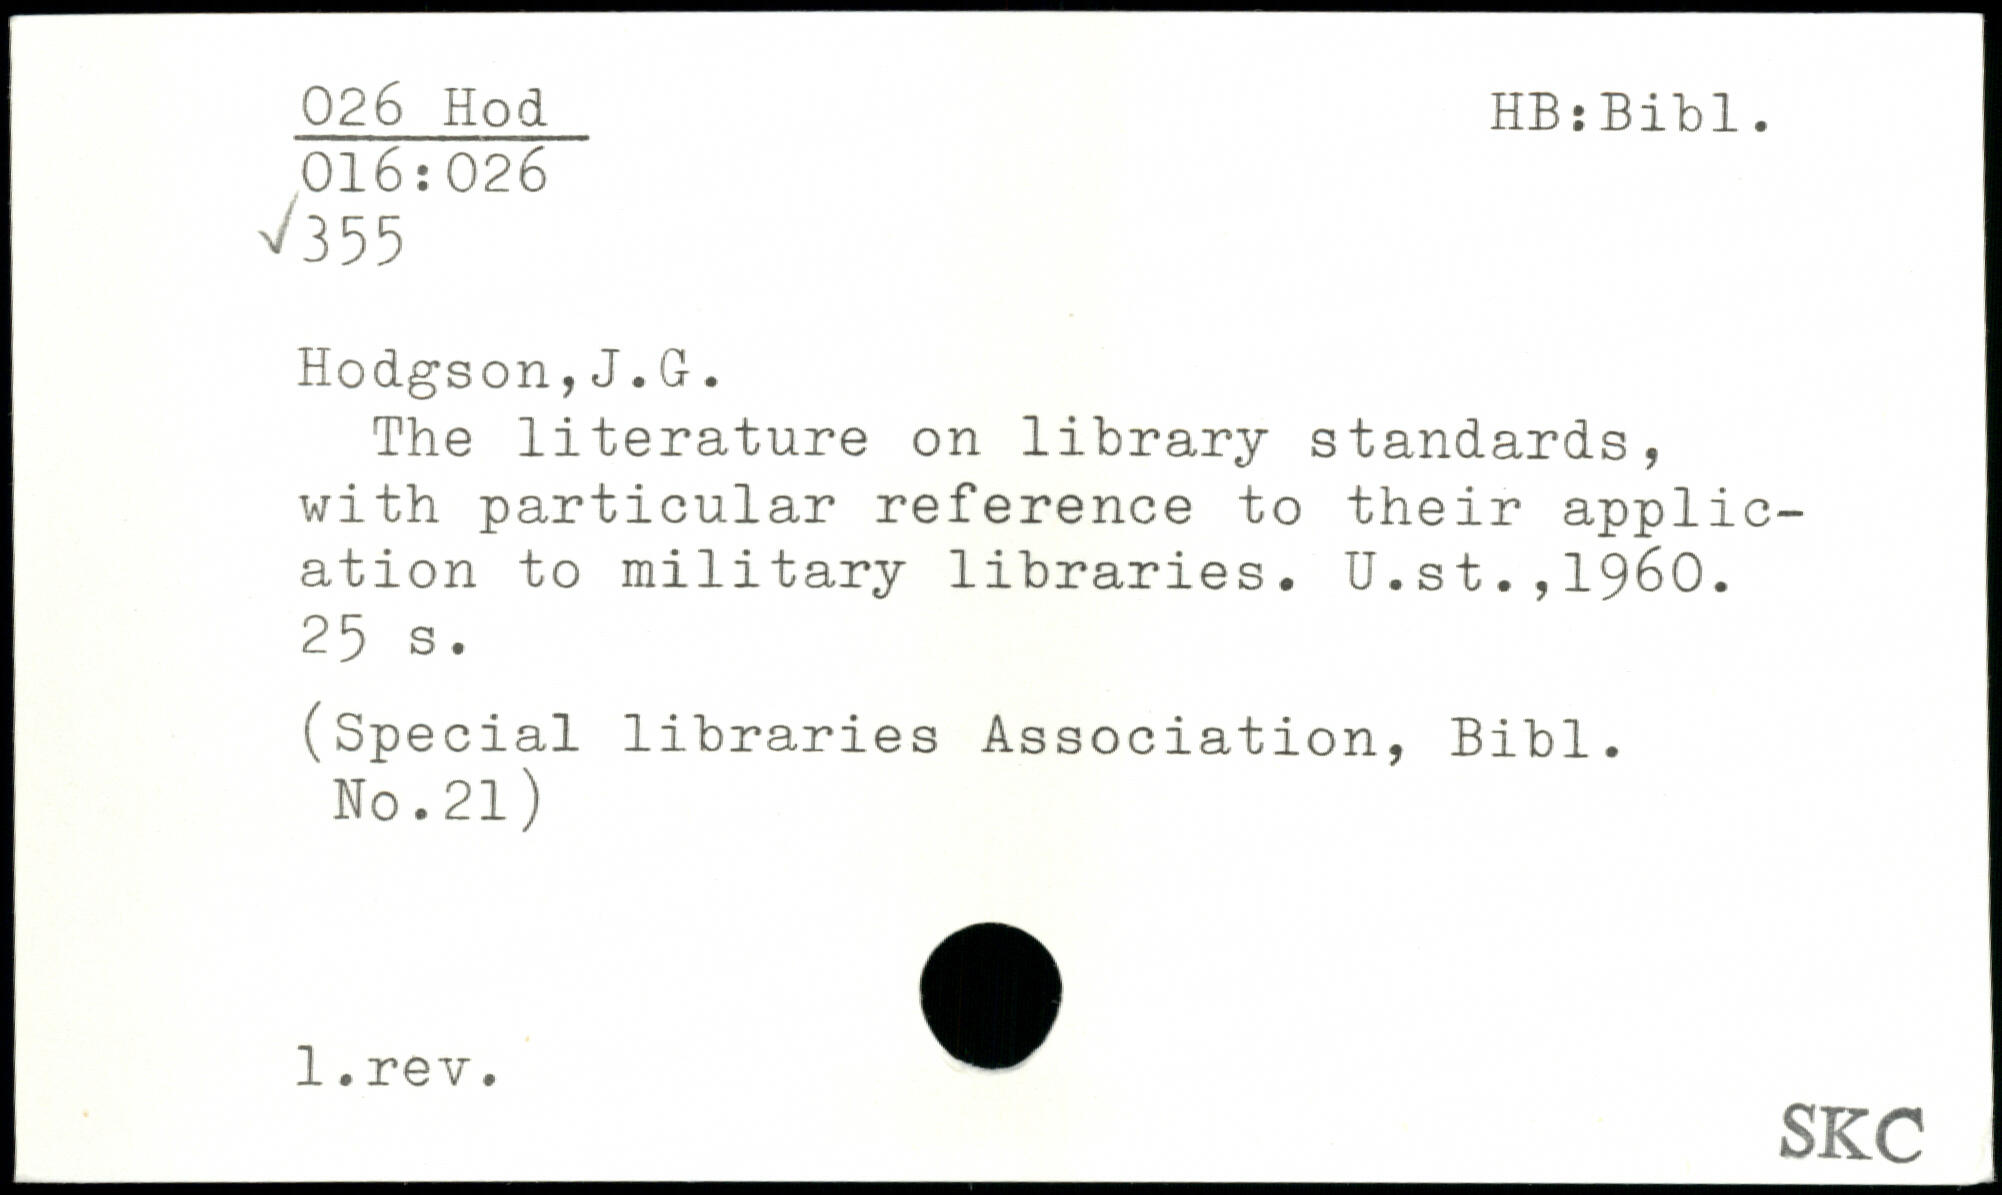 026 Hod
HB:Bibl.
016:026
√355
Hodgson,J.G.
The literature on library standards,
with particular reference to their applic-
ation to military libraries. U.st.,1960.
25 s.
(Special libraries Association, Bibl.
No.21)
1.rev.
SKC